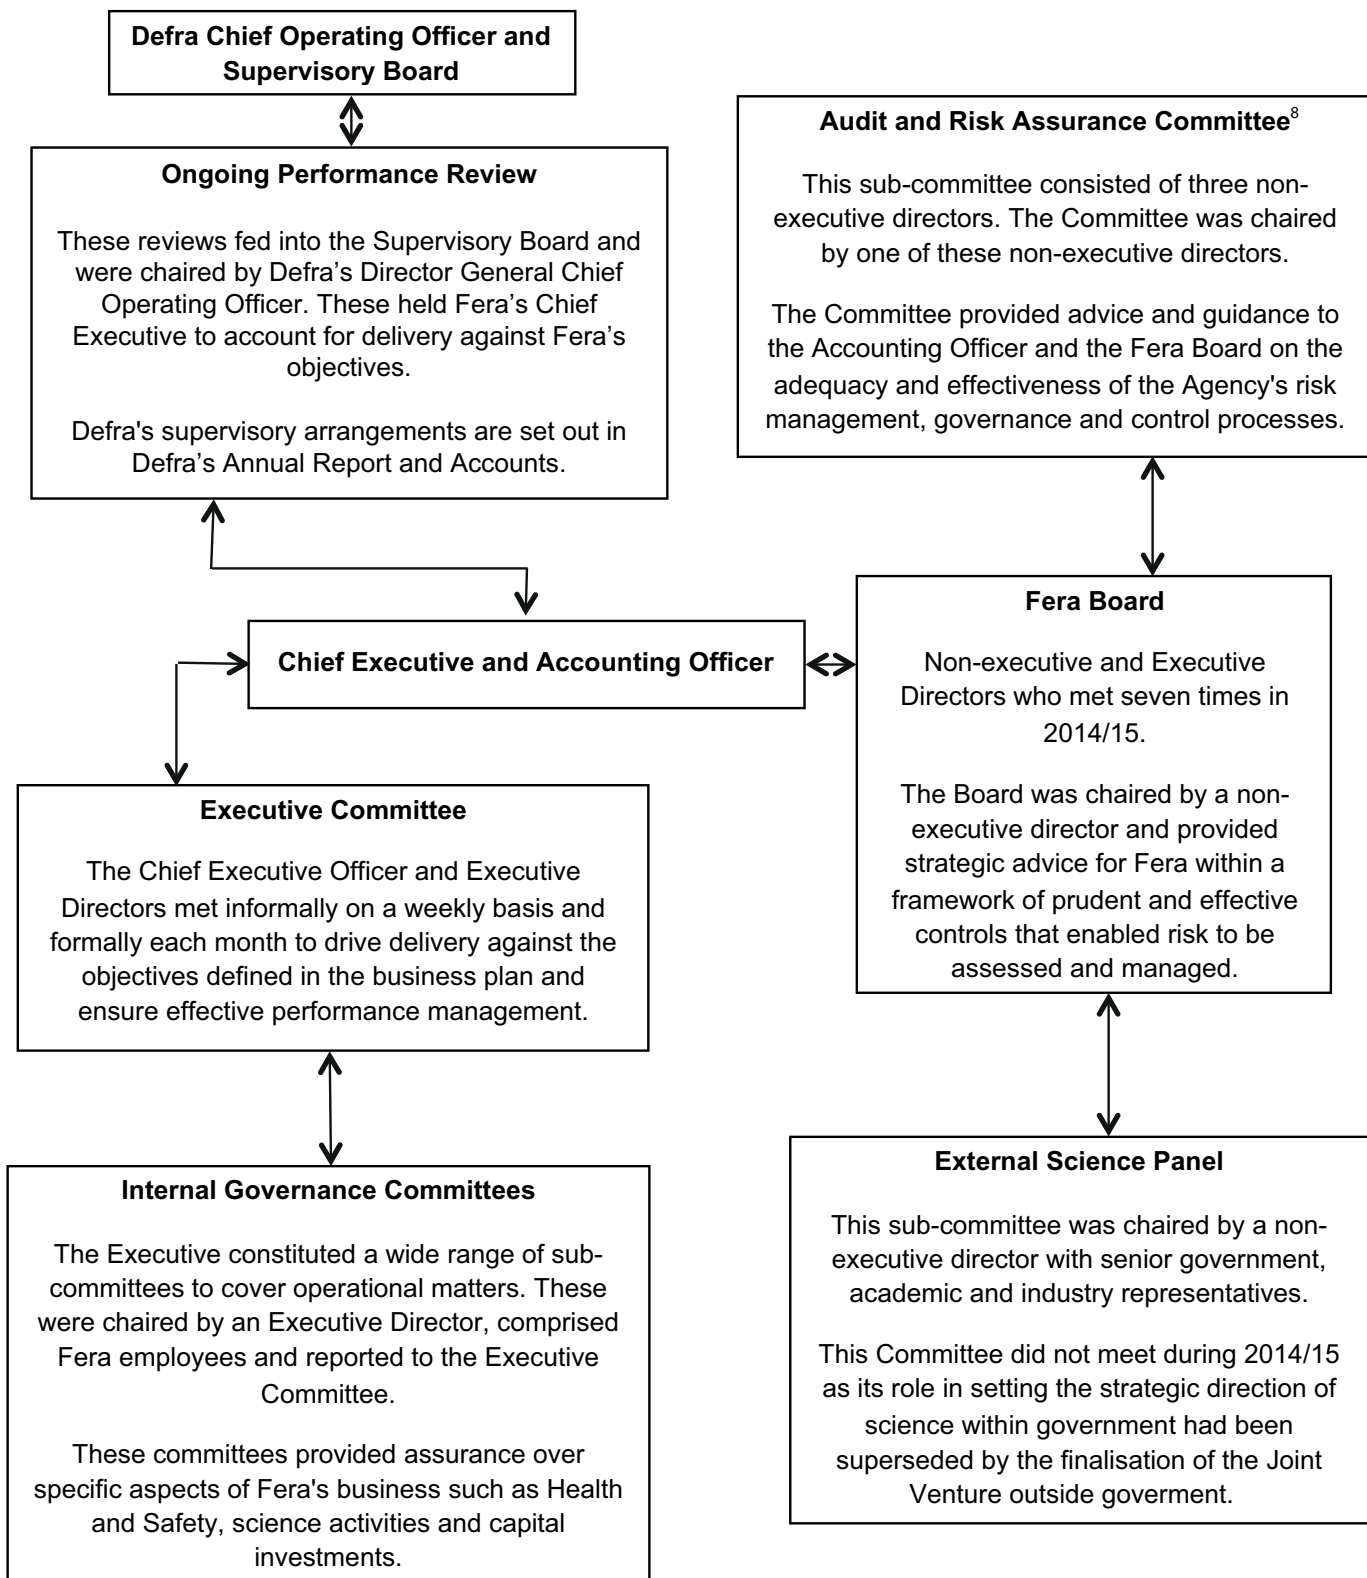 Defra Chief Operating Officer and
Supervisory Board
Ongoing Performance Review
These reviews fed into the Supervisory Board and
were chaired by Defra’s Director General Chief
Operating Officer. These held Fera’s Chief
Executive to account for delivery against Fera’s
objectives.
Defra's supervisory arrangements are set out in
Defra’s Annual Report and Accounts.
Audit and Risk Assurance Committee⁸
This sub-committee consisted of three non-
executive directors. The Committee was chaired
by one of these non-executive directors.
The Committee provided advice and guidance to
the Accounting Officer and the Fera Board on the
adequacy and effectiveness of the Agency's risk
management, governance and control processes.
Chief Executive and Accounting Officer
Fera Board
Non-executive and Executive
Directors who met seven times in
2014/15.
The Board was chaired by a non-
executive director and provided
strategic advice for Fera within a
framework of prudent and effective
controls that enabled risk to be
assessed and managed.
Executive Committee
The Chief Executive Officer and Executive
Directors met informally on a weekly basis and
formally each month to drive delivery against the
objectives defined in the business plan and
ensure effective performance management.
Internal Governance Committees
The Executive constituted a wide range of sub-
committees to cover operational matters. These
were chaired by an Executive Director, comprised
Fera employees and reported to the Executive
Committee.
These committees provided assurance over
specific aspects of Fera's business such as Health
and Safety, science activities and capital
investments.
External Science Panel
This sub-committee was chaired by a non-
executive director with senior government,
academic and industry representatives.
This Committee did not meet during 2014/15
as its role in setting the strategic direction of
science within government had been
superseded by the finalisation of the Joint
Venture outside goverment.